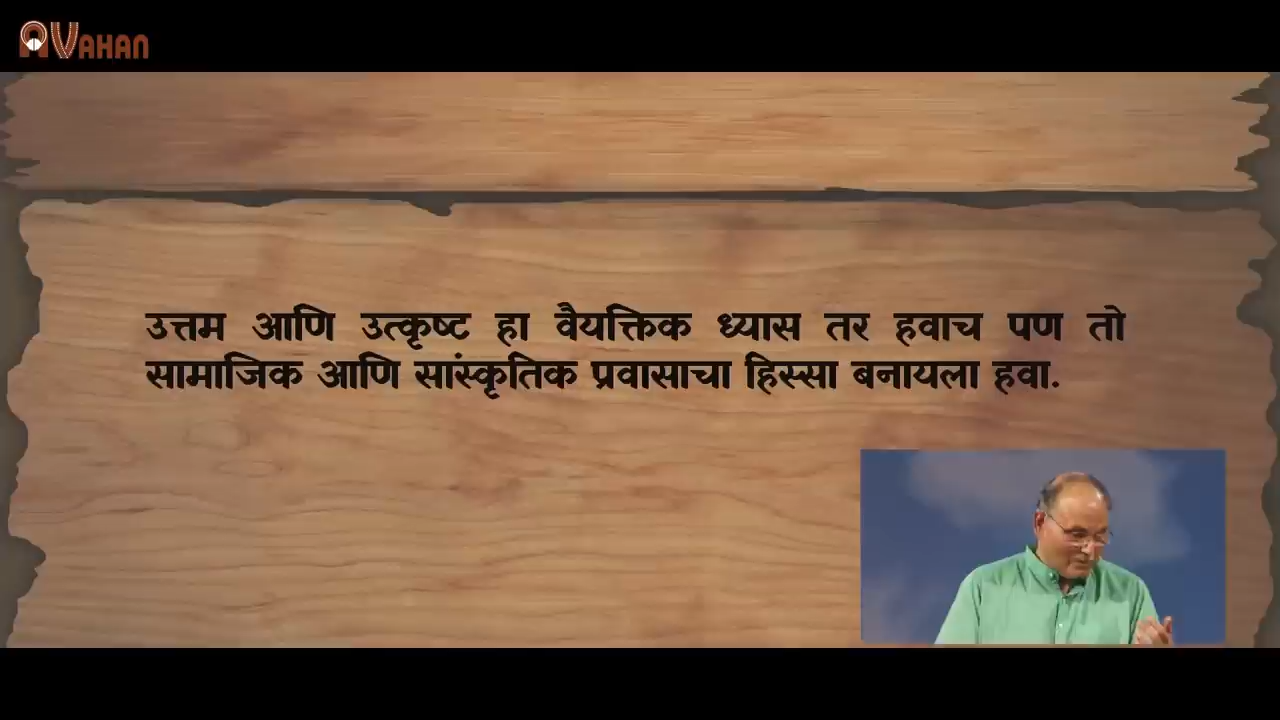 AVAHAN
उत्तम आणि उत्कृष्ट हा वैयक्तिक ध्यास तर हवाच पण तो
सामाजिक आणि सांस्कृतिक प्रवासाचा हिस्सा बनायला हवा.